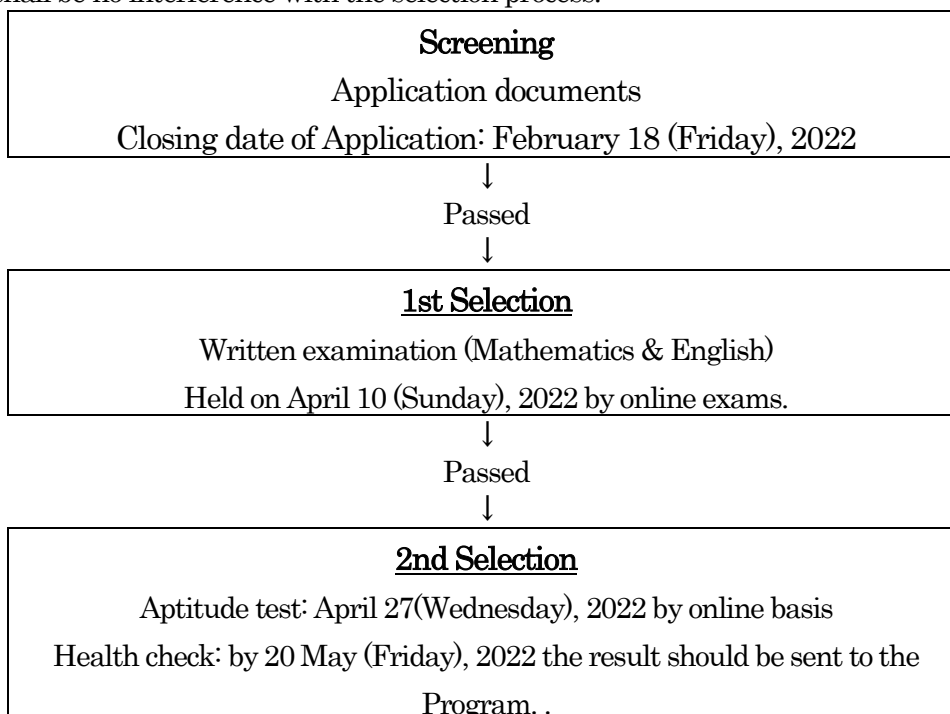 shall be no interference with the selection process.
Screening
Application documents
Closing date of Application: February 18 (Friday), 2022
↓
Passed
↓
1st Selection
Written examination (Mathematics & English)
Held on April 10 (Sunday), 2022 by online exams.
↓
Passed
↓
2nd Selection
Aptitude test: April 27(Wednesday), 2022 by online basis
Health check: by 20 May (Friday), 2022 the result should be sent to the
Program. .